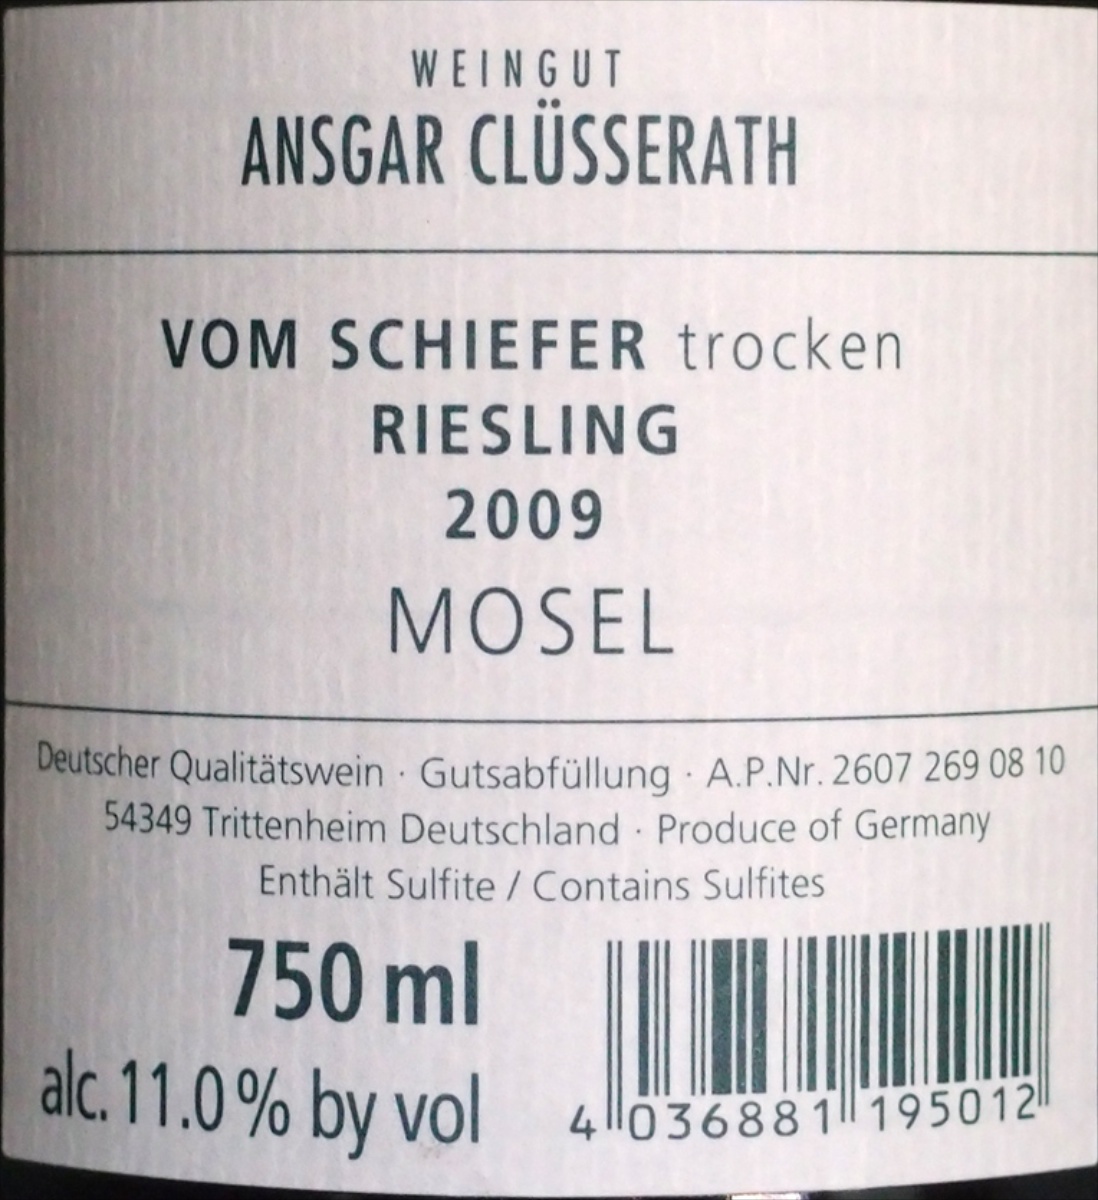 WEINGUT
ANSGAR CLÜSSERATH
VOM SCHIEFER trocken
RIESLING
2009
MOSEL
Deutscher Qualitätswein · Gutsabfüllung · A.P.Nr. 2607 269 08 10
54349 Trittenheim Deutschland · Produce of Germany
Enthält Sulfite / Contains Sulfites
750 ml
alc. 11.0% by vol
4 036881 195012